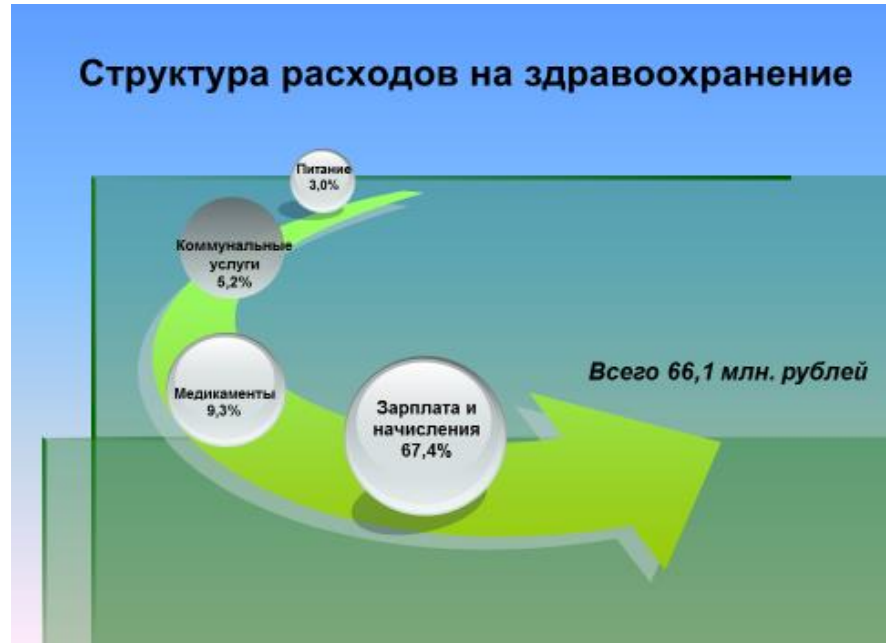 Структура расходов на здравоохранение
Питание
3,0%
Коммунальные
услуги
5,2%
Медикаменты
9,3%
Зарплата и
начисления
67,4%
Всего 66,1 млн. рублей